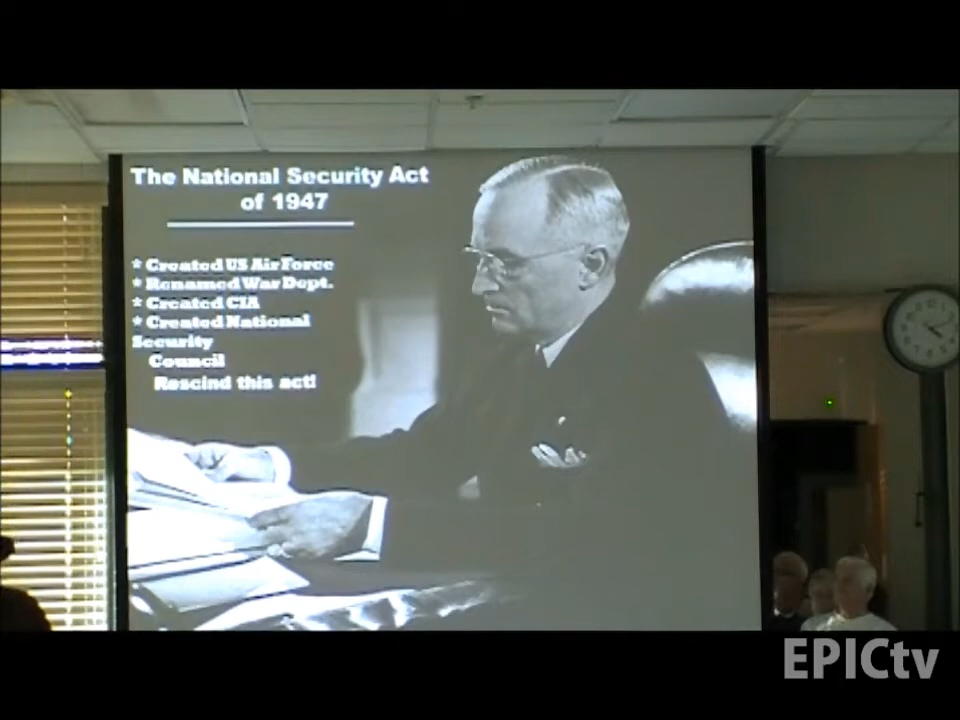 The National Security Act
of 1947
* Created US Air Force
* Renamed War Dept.
* Created CIA
* Created National
Security
Council
Rescind this act!
EPICtv